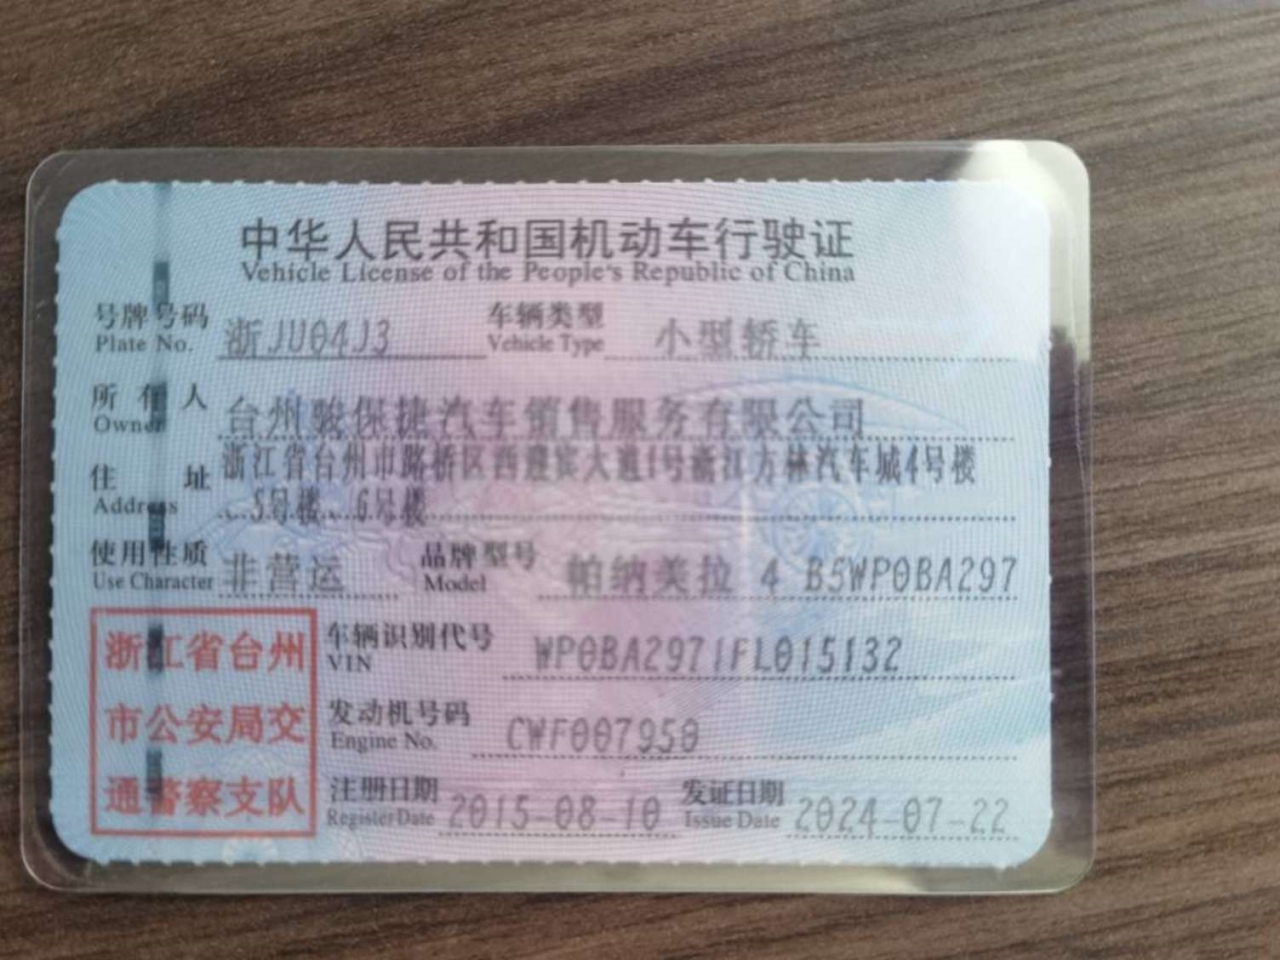 中华人民共和国机动车行驶证
Vehicle License of the People's Republic of China
号牌号码 浙JU04J3 车辆类型 小型轿车
Plate No. Vehicle Type
所有人 台州骏保捷汽车销售服务有限公司
Owner
住址 浙江省台州市路桥区西迎宾大道1号浙江方林汽车城4号楼
Address 、5号楼、6号楼
使用性质 非营运 品牌型号 帕纳美拉 4 BSWP0BA297
Use Character Model
浙江省台州 车辆识别代号 WP0BA2971FL015132
VIN
市公安局交 发动机号码 CWF007950
Engine No.
通警察支队 注册日期 2015-08-10 发证日期 2024-07-22
Register Date Issue Date